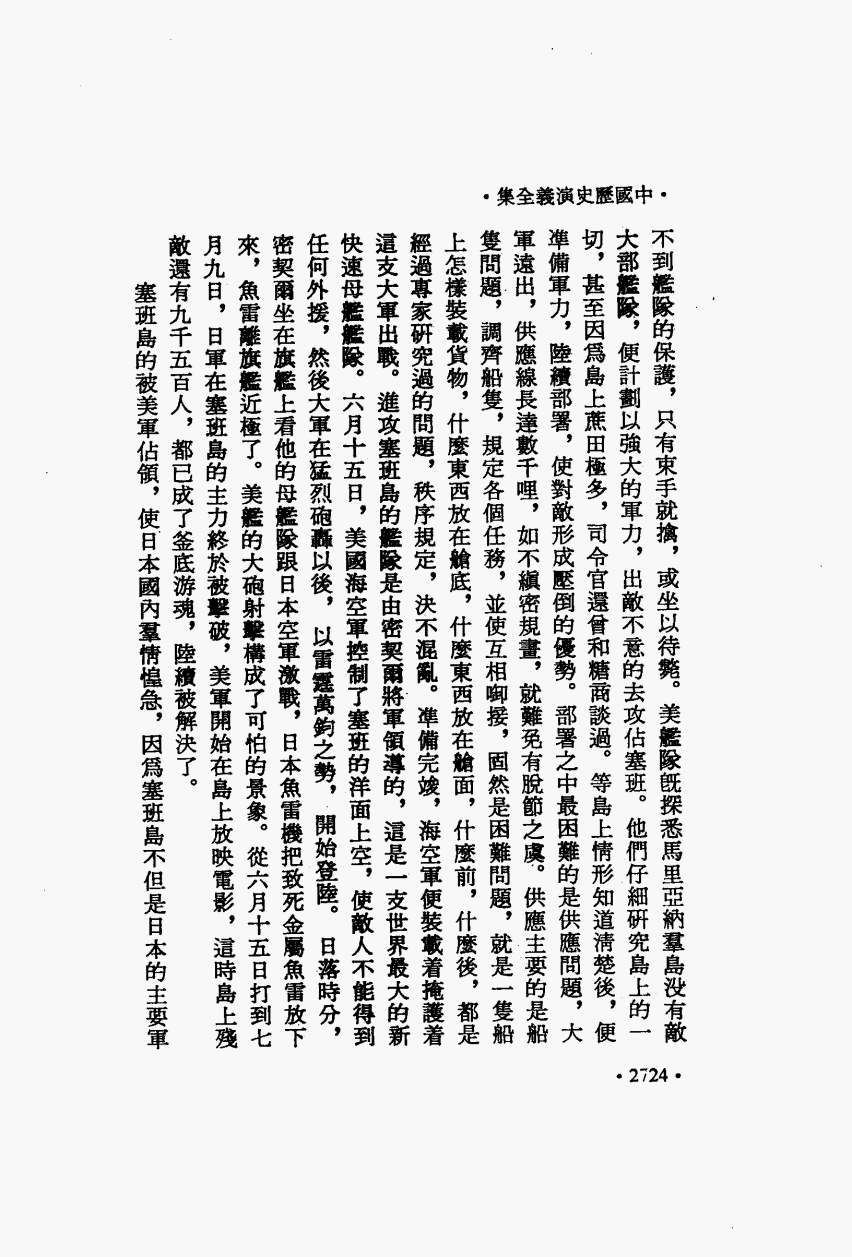 •中國歷史演義全集•
不到艦隊的保護，只有束手就擒，或坐以待斃。美艦隊旣探悉馬里亞納羣島沒有敵
大部艦隊，便計劃以強大的軍力，出敵不意的去攻佔塞班。他們仔細研究島上的一
切，甚至因爲島上蔗田極多，司令官還曾和糖商談過。等島上情形知道清楚後，便
準備軍力，陸續部署，使對敵形成壓倒的優勢。部署之中最困難的是供應問題，大
軍遠出，供應線長達數千哩，如不縝密規畫，就難免有脫節之虞。供應主要的是船
隻問題，調齊船隻，規定各個任務，並使互相啣接，固然是困難問題，就是一隻船
上怎樣裝載貨物，什麼東西放在艙底，什麼東西放在艙面，什麼前，什麼後，都是
經過專家研究過的問題，秩序規定，決不混亂。準備完竣，海空軍便裝載着掩護着
這支大軍出戰。進攻塞班島的艦隊是由密契爾將軍領導的，這是一支世界最大的新
快速母艦艦隊。六月十五日，美國海空軍控制了塞班的洋面上空，使敵人不能得到
任何外援，然後大軍在猛烈砲轟以後，以雷霆萬鈞之勢，開始登陸。日落時分，
密契爾坐在旗艦上看他的母艦隊跟日本空軍激戰，日本魚雷機把致死金屬魚雷放下
來，魚雷離旗艦近極了。美艦的大砲射擊構成了可怕的景象。從六月十五日打到七
月九日，日軍在塞班島的主力終於被擊破，美軍開始在島上放映電影，這時島上殘
敵還有九千五百人，都已成了釜底游魂，陸續被解決了。
塞班島的被美軍佔領，使日本國內羣情惶急，因爲塞班島不但是日本的主要軍
•2724•